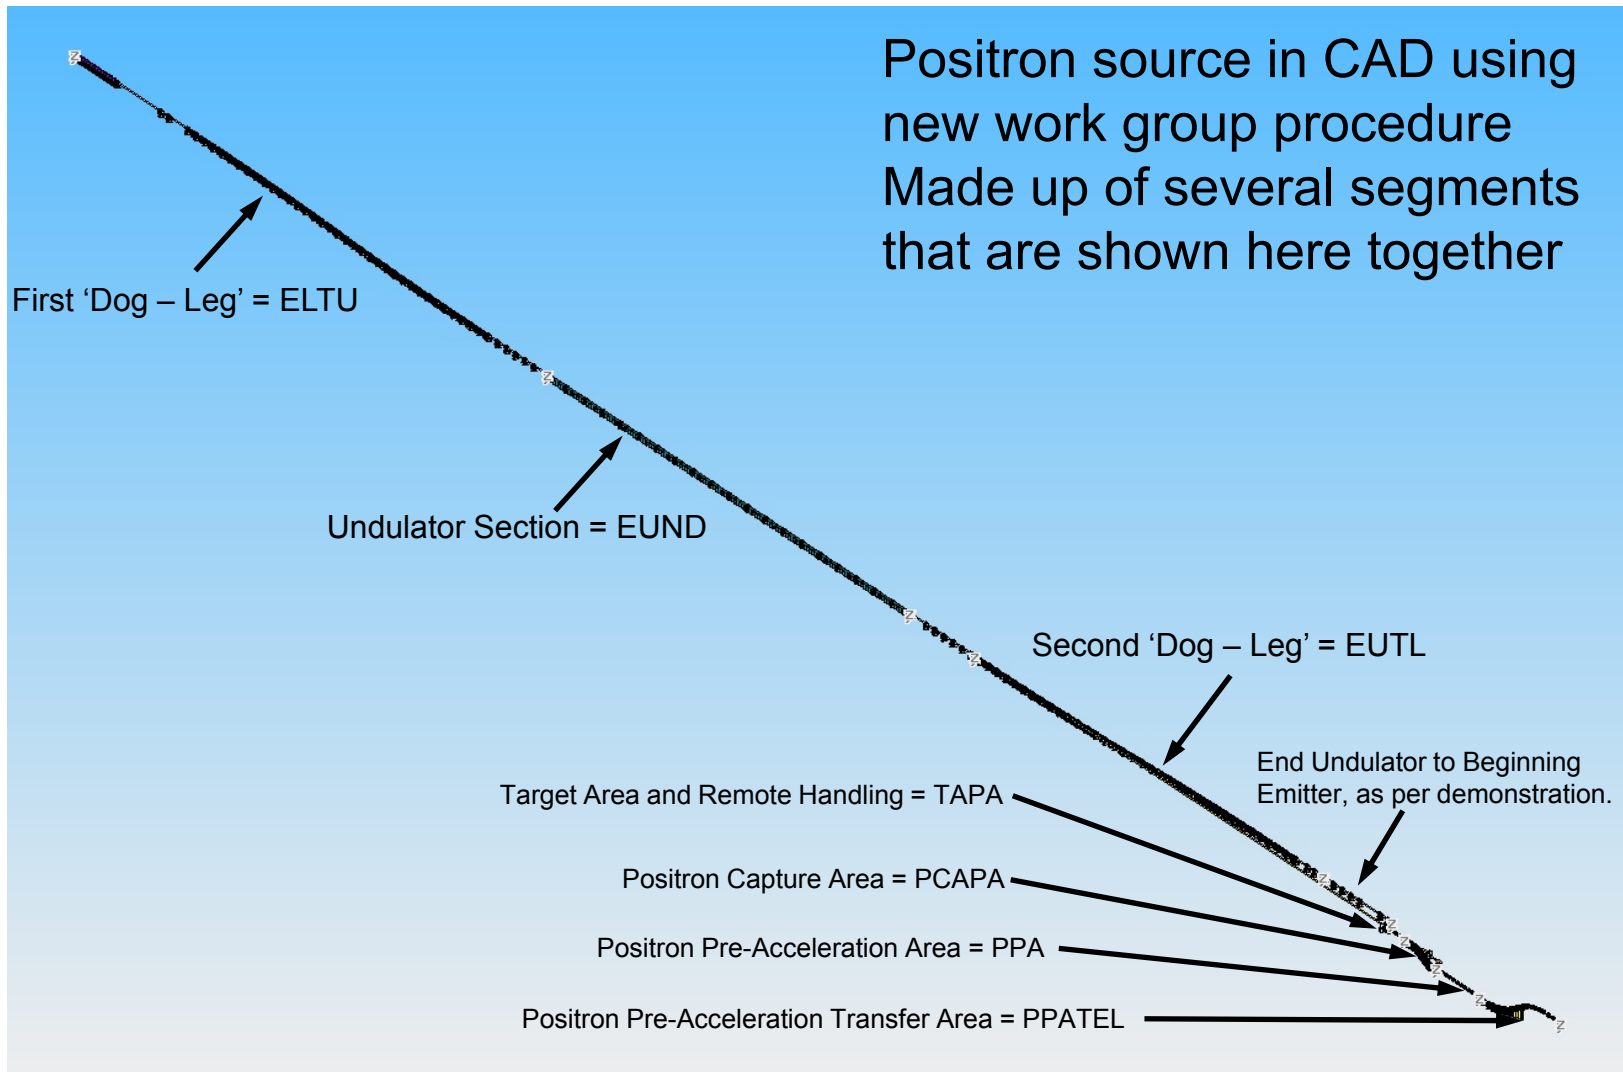 Positron source in CAD using
new work group procedure
Made up of several segments
that are shown here together
First ‘Dog – Leg’ = ELTU
Undulator Section = EUND
Second ‘Dog – Leg’ = EUTL
End Undulator to Beginning
Emitter, as per demonstration.
Target Area and Remote Handling = TAPA
Positron Capture Area = PCAPA
Positron Pre-Acceleration Area = PPA
Positron Pre-Acceleration Transfer Area = PPATEL
Z
Z
Z
Z
Z
Z
Z
Z
Z
Z